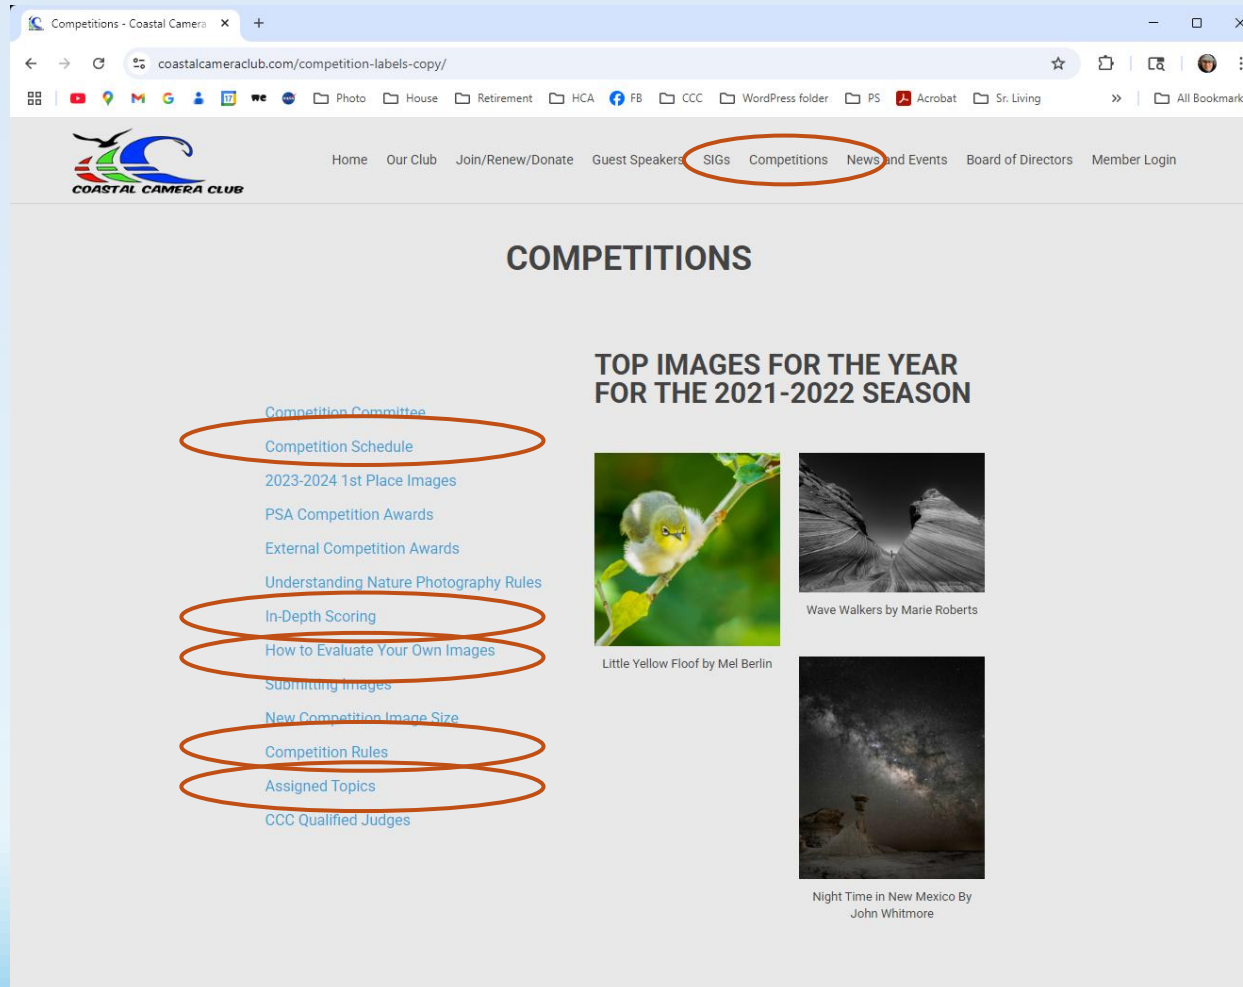 Competitions - Coastal Camera
coastalcameraclub.com/competition-labels-copy/
Photo House Retirement HCA FB CCC WordPress folder PS Acrobat Sr. Living » All Bookmark
COASTAL CAMERA CLUB
Home Our Club Join/Renew/Donate Guest Speakers SIGs Competitions News and Events Board of Directors Member Login
COMPETITIONS
TOP IMAGES FOR THE YEAR
FOR THE 2021-2022 SEASON
Competition Committee
Competition Schedule
2023-2024 1st Place Images
PSA Competition Awards
External Competition Awards
Understanding Nature Photography Rules
In-Depth Scoring
How to Evaluate Your Own Images
Submitting Images
New Competition Image Size
Competition Rules
Assigned Topics
CCC Qualified Judges
Little Yellow Floof by Mel Berlin
Wave Walkers by Marie Roberts
Night Time in New Mexico By
John Whitmore